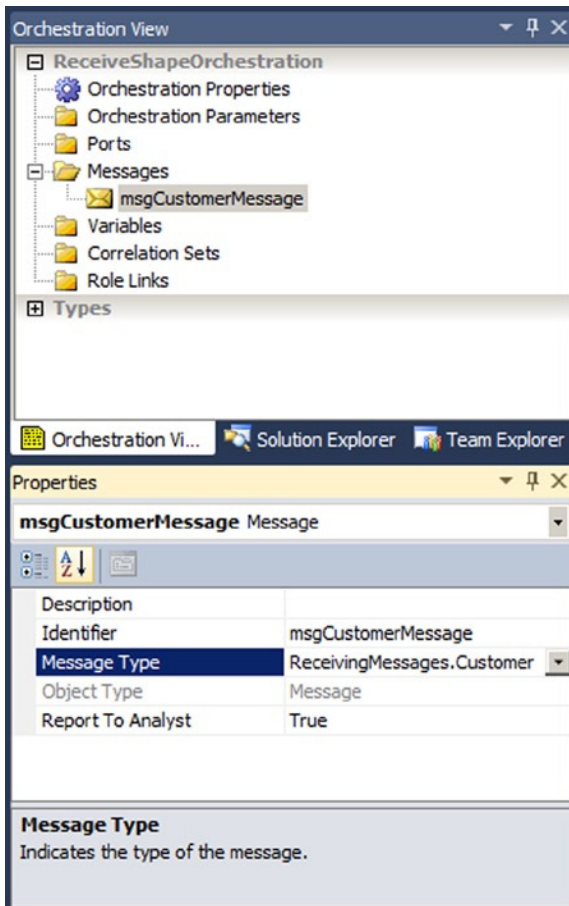 Orchestration View
ReceiveShapeOrchestration
Orchestration Properties
Orchestration Parameters
Ports
Messages
msgCustomerMessage
Variables
Correlation Sets
Role Links
Types
Orchestration Vi... Solution Explorer Team Explorer
Properties
msgCustomerMessage Message
A Z
Description
Identifier msgCustomerMessage
Message Type ReceivingMessages.Customer
Object Type Message
Report To Analyst True
Message Type
Indicates the type of the message.